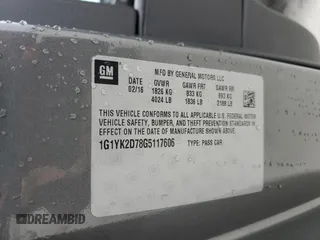 GM
MFD BY GENERAL MOTORS LLC
DATE GVWR GAWR FRT GAWR RR
02/16 1826 KG 833 KG 993 KG
4024 LB 1836 LB 2188 LB
THIS VEHICLE CONFORMS TO ALL APPLICABLE U.S. FEDERAL MOTOR
VEHICLE SAFETY, BUMPER, AND THEFT PREVENTION STANDARDS
IN EFFECT ON THE DATE OF MANUFACTURE SHOWN ABOVE.
1G1YK2D78G5117606 TYPE: PASS CAR
DREAMBID